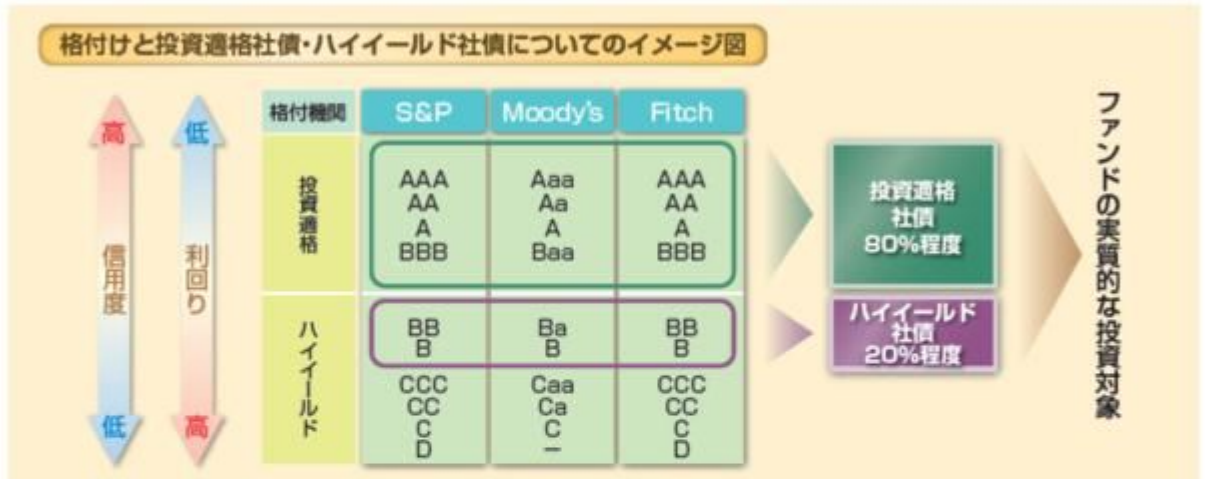 格付けと投資適格社債・ハイイールド社債についてのイメージ図
高
信用度
低
低
利回り
高
格付機関 S&P Moody's Fitch
投資適格
AAA Aaa AAA
AA Aa AA
A A A
BBB Baa BBB
ハイイールド
BB Ba BB
B B B
CCC Caa CCC
CC Ca CC
C C C
D － D
投資適格
社債
80%程度
ハイイールド
社債
20%程度
ファンドの実質的な投資対象